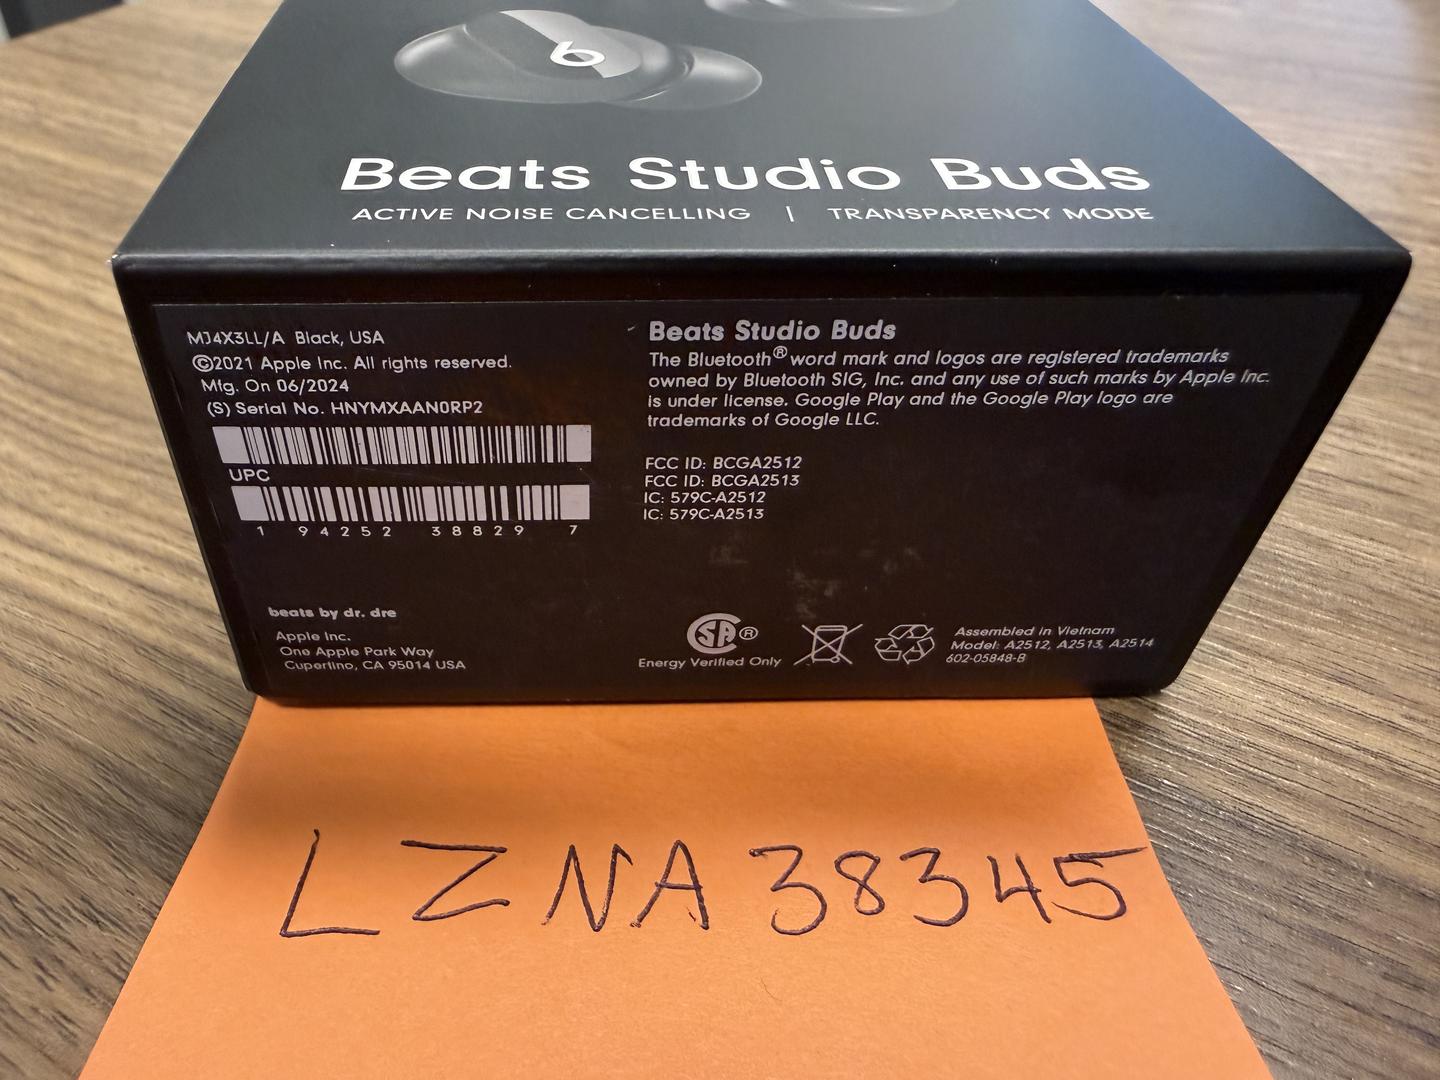 b
Beats Studio Buds
ACTIVE NOISE CANCELLING | TRANSPARENCY MODE
MJ4X3LL/A Black, USA
©2021 Apple Inc. All rights reserved.
Mfg. On 06/2024
(S) Serial No. HNYMXAAN0RP2
UPC
1 94252 38829 7
beats by dr. dre
Apple Inc.
One Apple Park Way
Cupertino, CA 95014 USA
Beats Studio Buds
The Bluetooth® word mark and logos are registered trademarks
owned by Bluetooth SIG, Inc. and any use of such marks by Apple Inc.
is under license. Google Play and the Google Play logo are
trademarks of Google LLC.
FCC ID: BCGA2512
FCC ID: BCGA2513
IC: 579C-A2512
IC: 579C-A2513
SA ®
Energy Verified Only
Assembled in Vietnam
Model: A2512, A2513, A2514
602-05848-B
LZNA38345